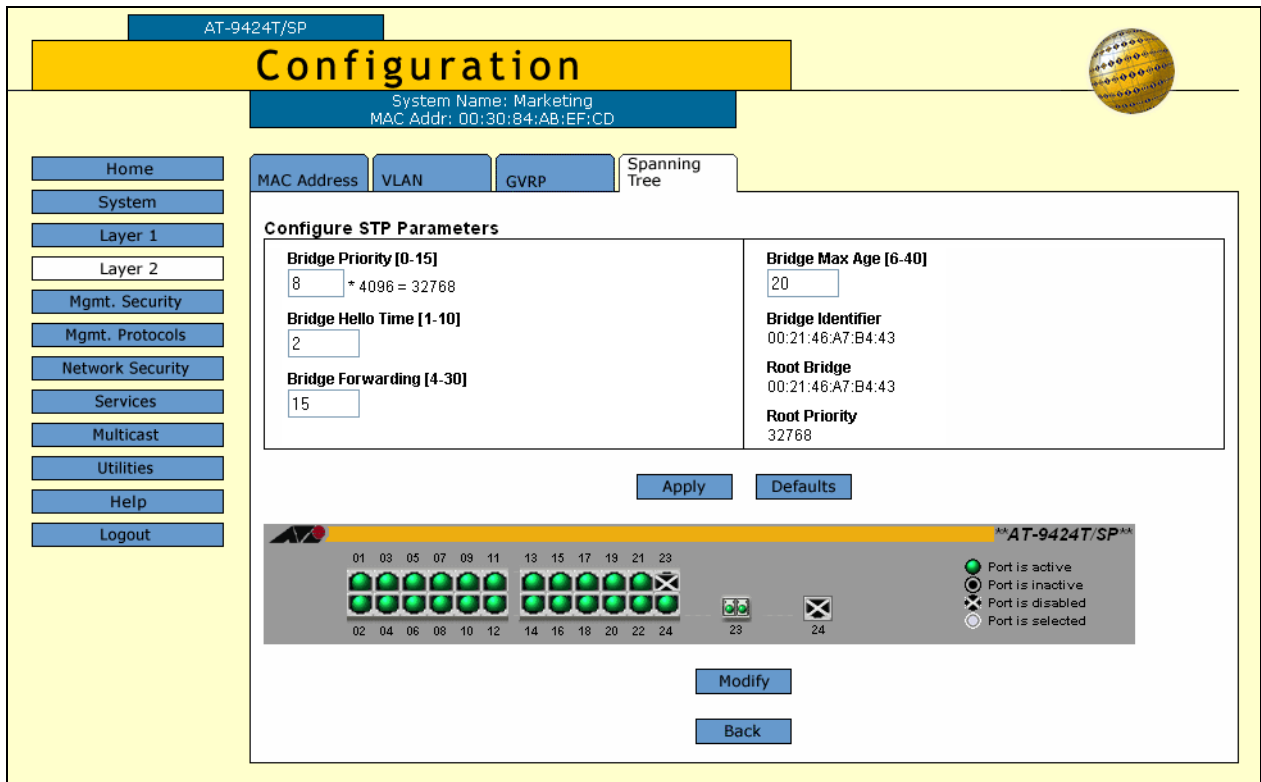 AT-9424T/SP
Configuration
System Name: Marketing
MAC Addr: 00:30:84:AB:EF:CD
Home
System
Layer 1
Layer 2
Mgmt. Security
Mgmt. Protocols
Network Security
Services
Multicast
Utilities
Help
Logout
MAC Address
VLAN
GVRP
Spanning
Tree
Configure STP Parameters
Bridge Priority [0-15]
8 * 4096 = 32768
Bridge Hello Time [1-10]
2
Bridge Forwarding [4-30]
15
Bridge Max Age [6-40]
20
Bridge Identifier
00:21:46:A7:B4:43
Root Bridge
00:21:46:A7:B4:43
Root Priority
32768
Apply
Defaults
**AT-9424T/SP**
01 03 05 07 09 11 13 15 17 19 21 23
02 04 06 08 10 12 14 16 18 20 22 24
23
24
Port is active
Port is inactive
Port is disabled
Port is selected
Modify
Back